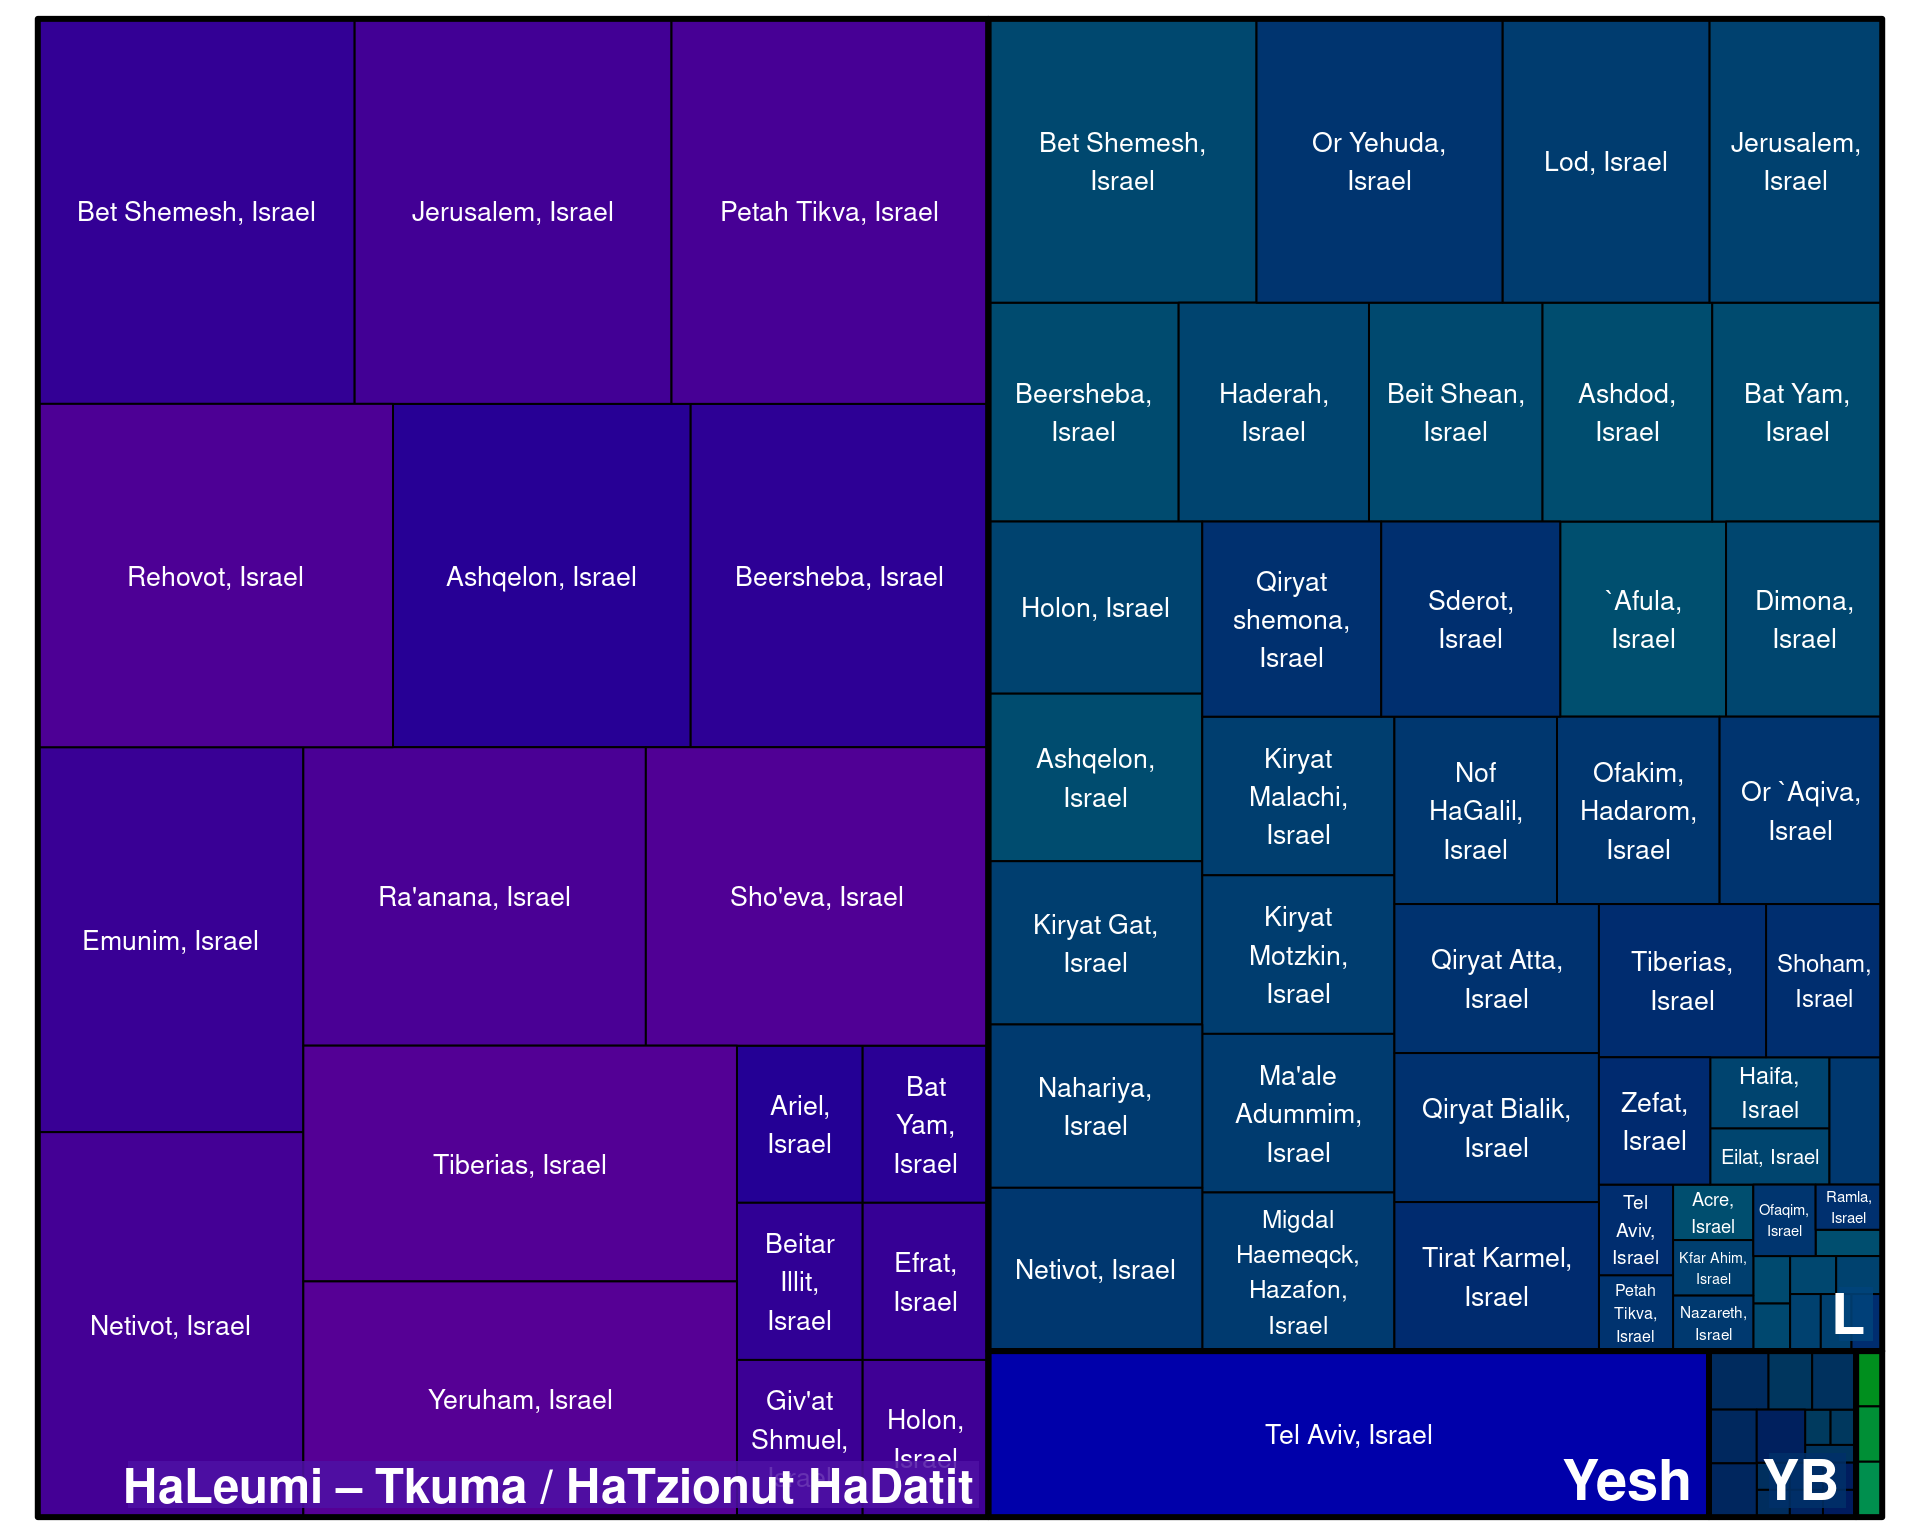 Bet Shemesh, Israel
Jerusalem, Israel
Petah Tikva, Israel
Rehovot, Israel
Ashqelon, Israel
Beersheba, Israel
Emunim, Israel
Ra'anana, Israel
Sho'eva, Israel
Netivot, Israel
Tiberias, Israel
Yeruham, Israel
Ariel,
Israel
Bat
Yam,
Israel
Beitar
Illit,
Israel
Efrat,
Israel
Giv'at
Shmuel,
Israel
Holon,
Israel
HaLeumi – Tkuma / HaTzionut HaDatit
Bet Shemesh,
Israel
Or Yehuda,
Israel
Lod, Israel
Jerusalem,
Israel
Beersheba,
Israel
Haderah,
Israel
Beit Shean,
Israel
Ashdod,
Israel
Bat Yam,
Israel
Holon, Israel
Qiryat
shemona,
Israel
Sderot,
Israel
`Afula,
Israel
Dimona,
Israel
Ashqelon,
Israel
Kiryat
Malachi,
Israel
Nof
HaGalil,
Israel
Ofakim,
Hadarom,
Israel
Or `Aqiva,
Israel
Kiryat Gat,
Israel
Kiryat
Motzkin,
Israel
Qiryat Atta,
Israel
Tiberias,
Israel
Shoham,
Israel
Nahariya,
Israel
Ma'ale
Adummim,
Israel
Qiryat Bialik,
Israel
Zefat,
Israel
Haifa,
Israel
Eilat, Israel
Netivot, Israel
Migdal
Haemeqck,
Hazafon,
Israel
Tirat Karmel,
Israel
Tel
Aviv,
Israel
Acre,
Israel
Ofaqim,
Israel
Ramla,
Israel
Kfar Ahim,
Israel
Petah
Tikva,
Israel
Nazareth,
Israel
L
Tel Aviv, Israel
Yesh
YB